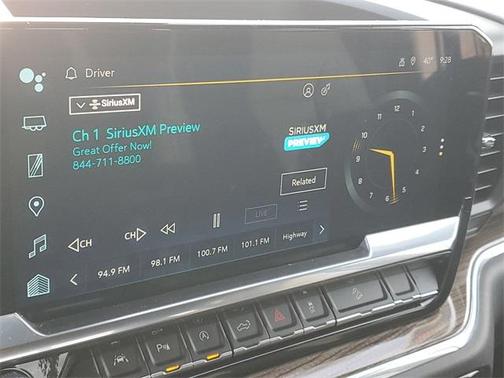 Driver
40°
9:28
SiriusXM
Ch 1 SiriusXM Preview
Great Offer Now!
844-711-8800
SIRIUSXM
PREVIEW
Related
CH
CH
LIVE
94.9 FM
98.1 FM
100.7 FM
101.1 FM
Highway
12
1
2
3
4
5
6
7
8
9
10
11